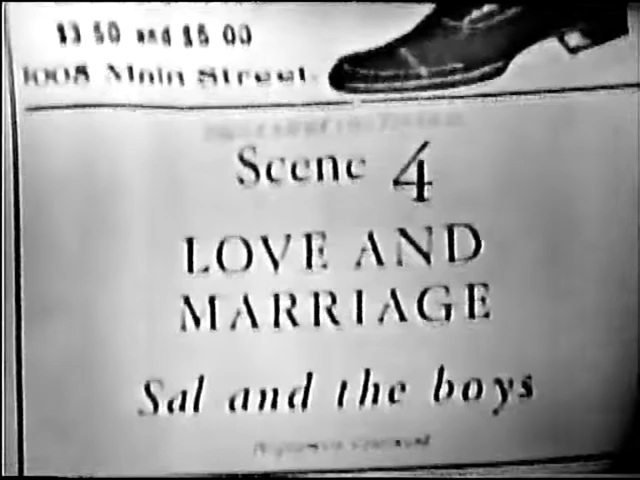 $3 50 and $5 00
1008 Main Street
Scene 4
LOVE AND
MARRIAGE
Sal and the boys